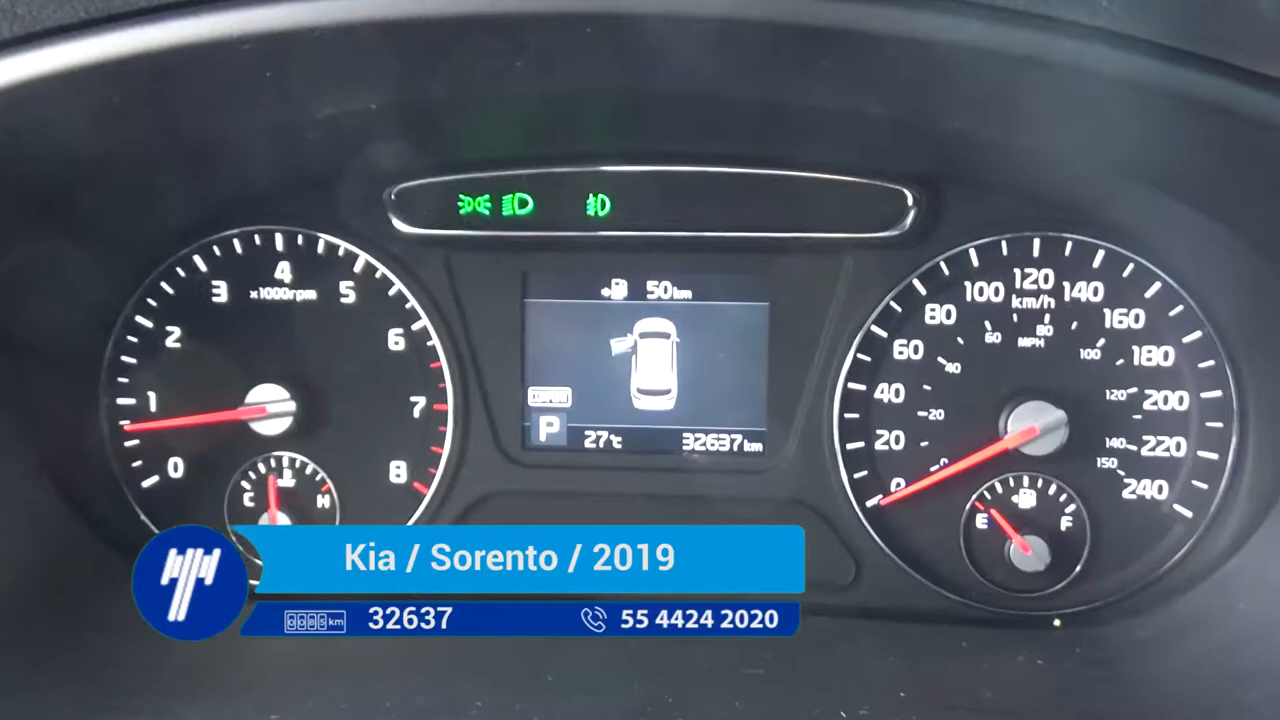 50km
4
3 5
x1000rpm
2 6
1 7
0 8
C H
P 27℃ 32637km
120
100 140
km/h
80 160
60 80 100
MPH
60 180
40 120
40 200
20 140
20 220
0 150
0 240
E F
Kia / Sorento / 2019
0085 km 32637 55 4424 2020